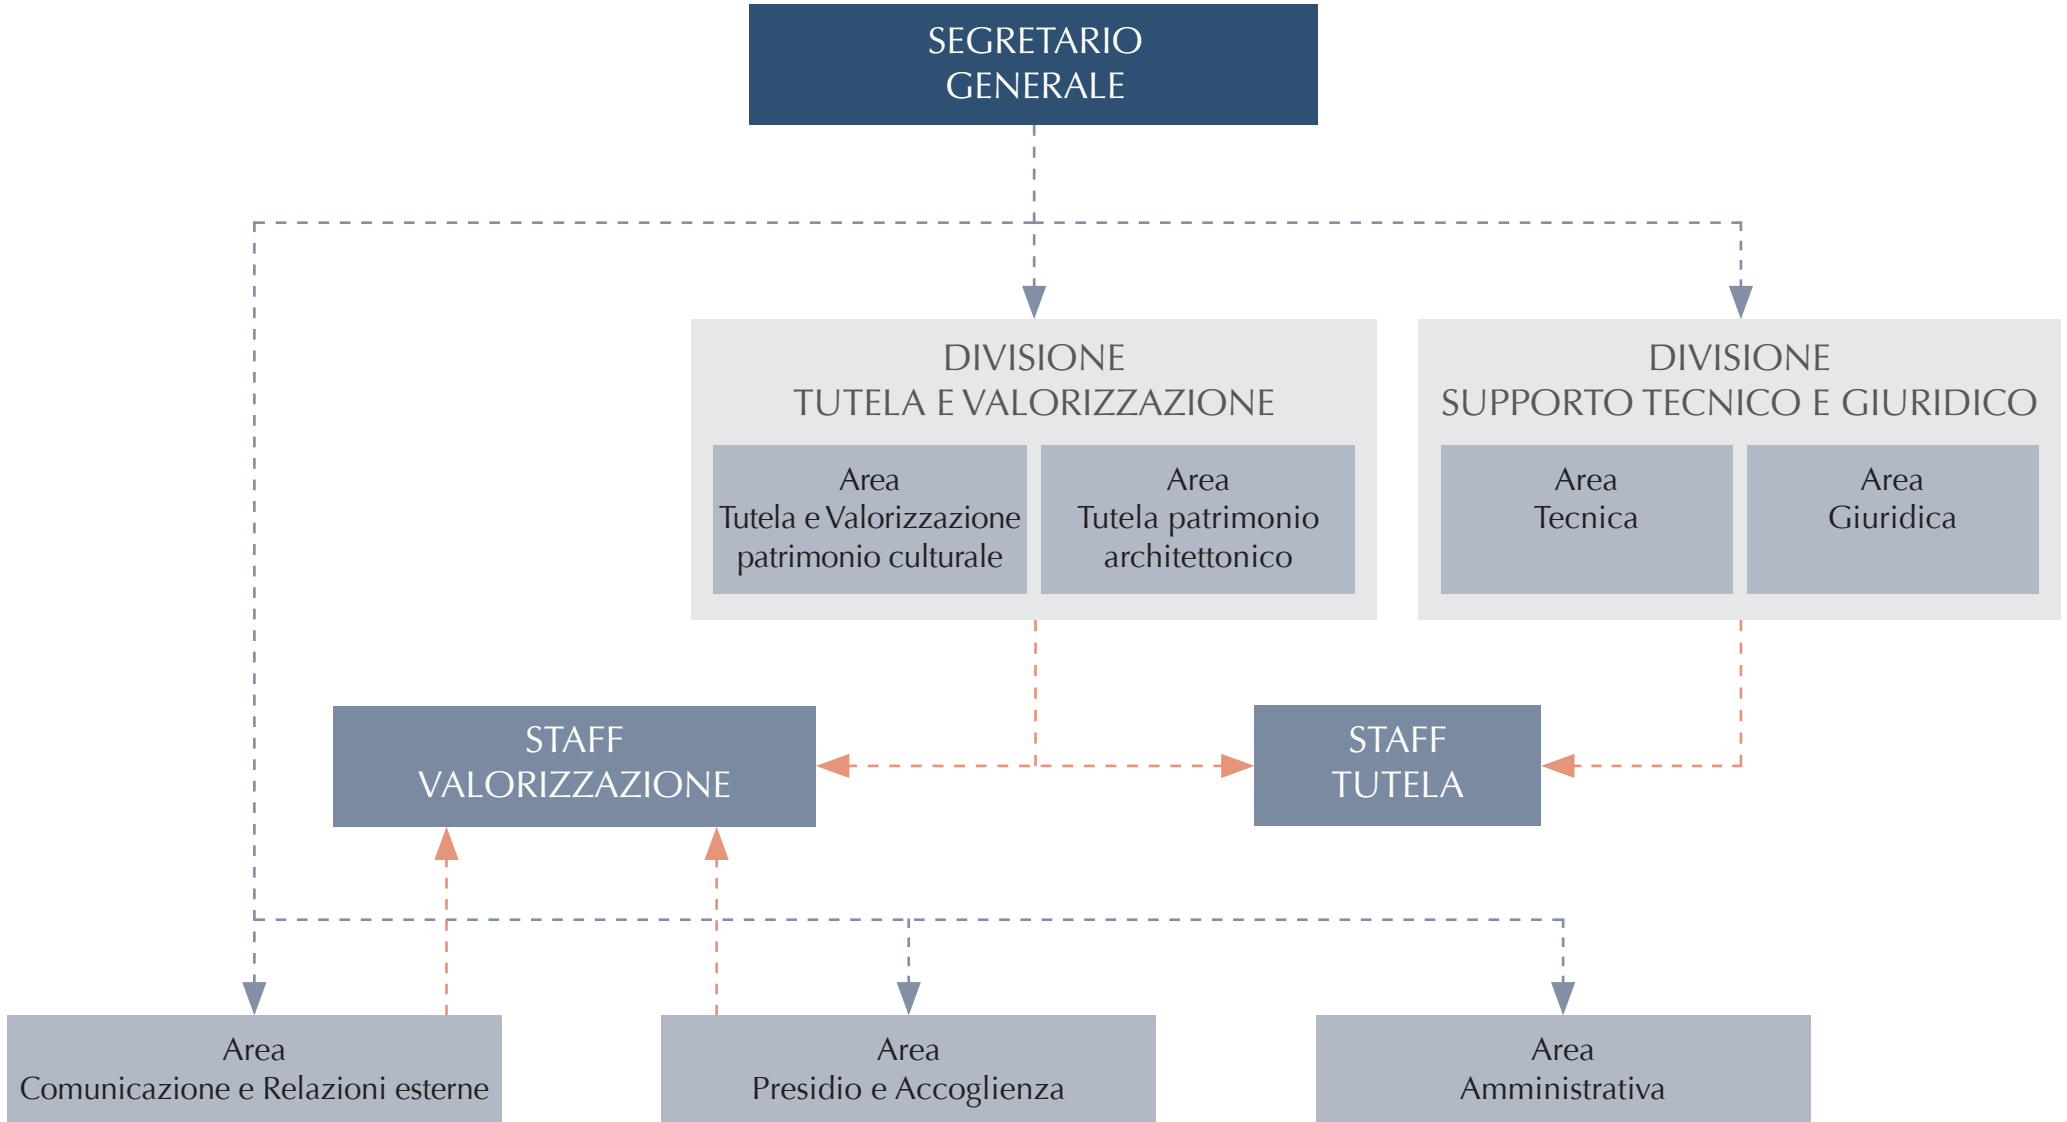 SEGRETARIO
GENERALE
DIVISIONE
TUTELA E VALORIZZAZIONE
Area
Tutela e Valorizzazione
patrimonio culturale
Area
Tutela patrimonio
architettonico
DIVISIONE
SUPPORTO TECNICO E GIURIDICO
Area
Tecnica
Area
Giuridica
STAFF
VALORIZZAZIONE
STAFF
TUTELA
Area
Comunicazione e Relazioni esterne
Area
Presidio e Accoglienza
Area
Amministrativa